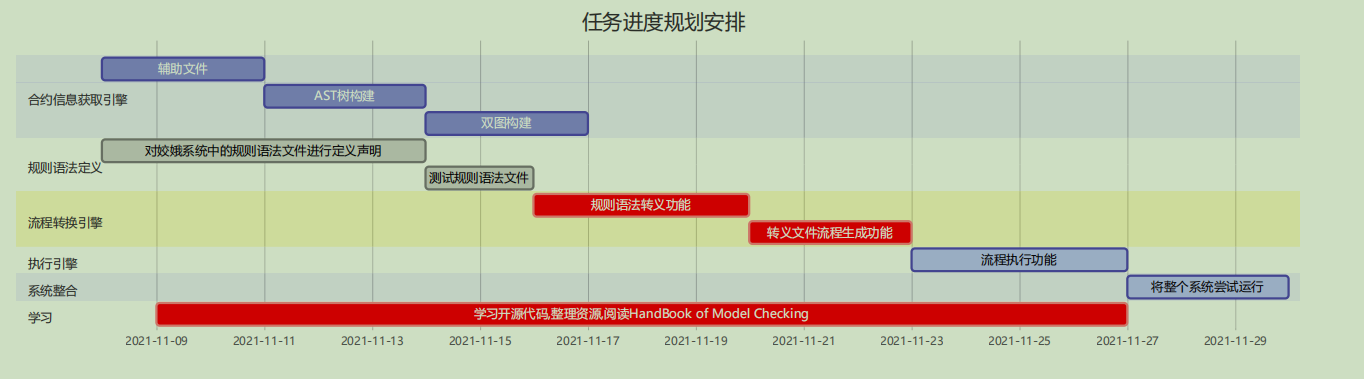 任务进度规划安排
辅助文件
合约信息获取引擎
AST树构建
双图构建
对姣娥系统中的规则语法文件进行定义声明
规则语法定义
测试规则语法文件
规则语法转义功能
流程转换引擎
转义文件流程生成功能
执行引擎
流程执行功能
系统整合
将整个系统尝试运行
学习
学习开源代码,整理资源,阅读HandBook of Model Checking
2021-11-09 2021-11-11 2021-11-13 2021-11-15 2021-11-17 2021-11-19 2021-11-21 2021-11-23 2021-11-25 2021-11-27 2021-11-29